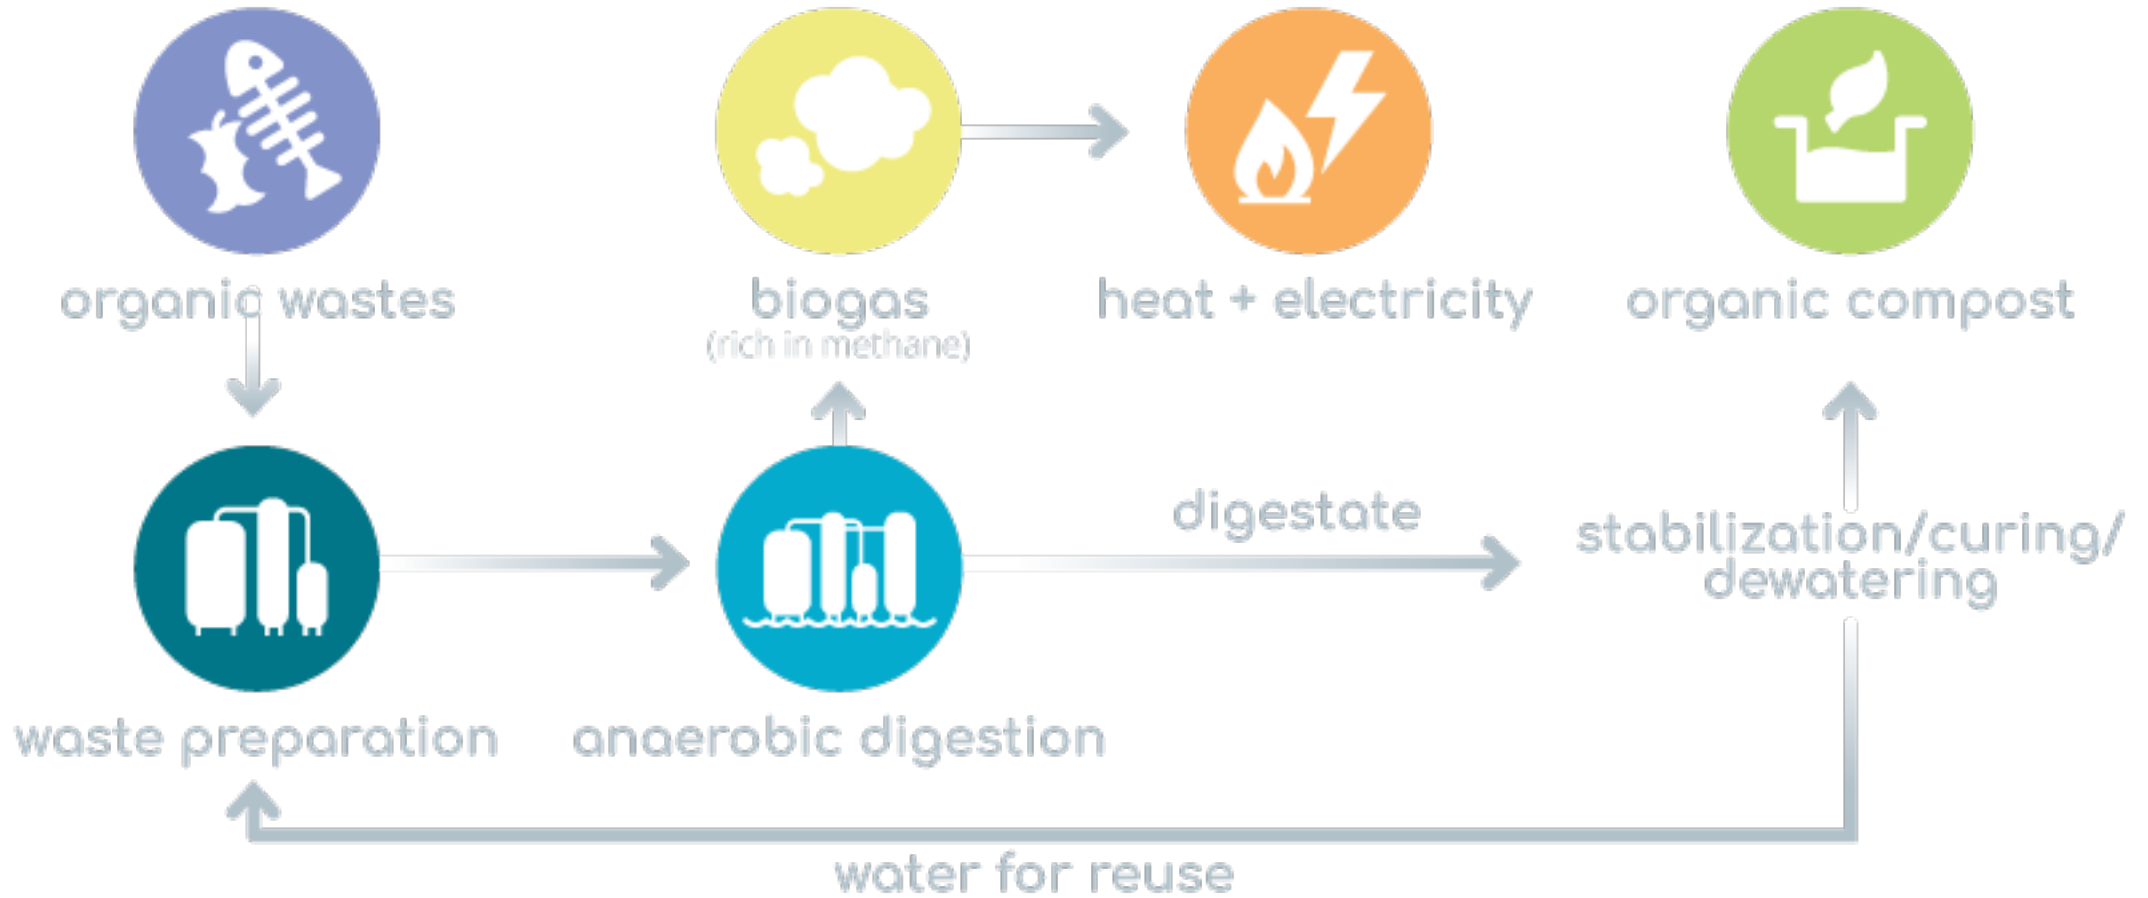 organic wastes
biogas
(rich in methane)
heat + electricity
organic compost
digestate
stabilization/curing/
dewatering
waste preparation
anaerobic digestion
water for reuse